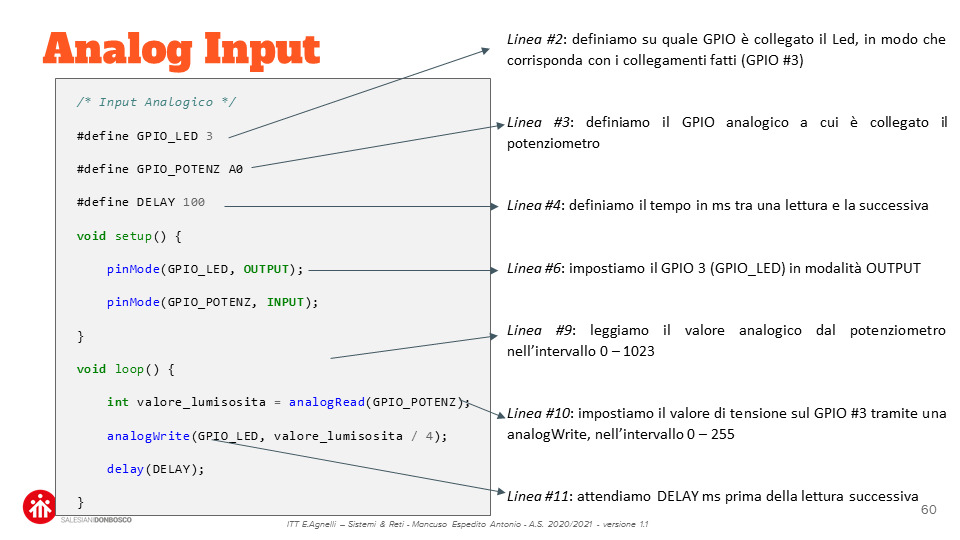 Analog Input
/* Input Analogico */
#define GPIO_LED 3
#define GPIO_POTENZ A0
#define DELAY 100
void setup() {
pinMode(GPIO_LED, OUTPUT);
pinMode(GPIO_POTENZ, INPUT);
}
void loop() {
int valore_lumisosita = analogRead(GPIO_POTENZ);
analogWrite(GPIO_LED, valore_lumisosita / 4);
delay(DELAY);
}
Linea #2: definiamo su quale GPIO è collegato il Led, in modo che
corrisponda con i collegamenti fatti (GPIO #3)
Linea #3: definiamo il GPIO analogico a cui è collegato il
potenziometro
Linea #4: definiamo il tempo in ms tra una lettura e la successiva
Linea #6: impostiamo il GPIO 3 (GPIO_LED) in modalità OUTPUT
Linea #9: leggiamo il valore analogico dal potenziometro
nell’intervallo 0 – 1023
Linea #10: impostiamo il valore di tensione sul GPIO #3 tramite una
analogWrite, nell’intervallo 0 – 255
Linea #11: attendiamo DELAY ms prima della lettura successiva
SALESIANIDONBOSCO
ITT E.Agnelli – Sistemi & Reti - Mancuso Espedito Antonio - A.S. 2020/2021 - versione 1.1
60